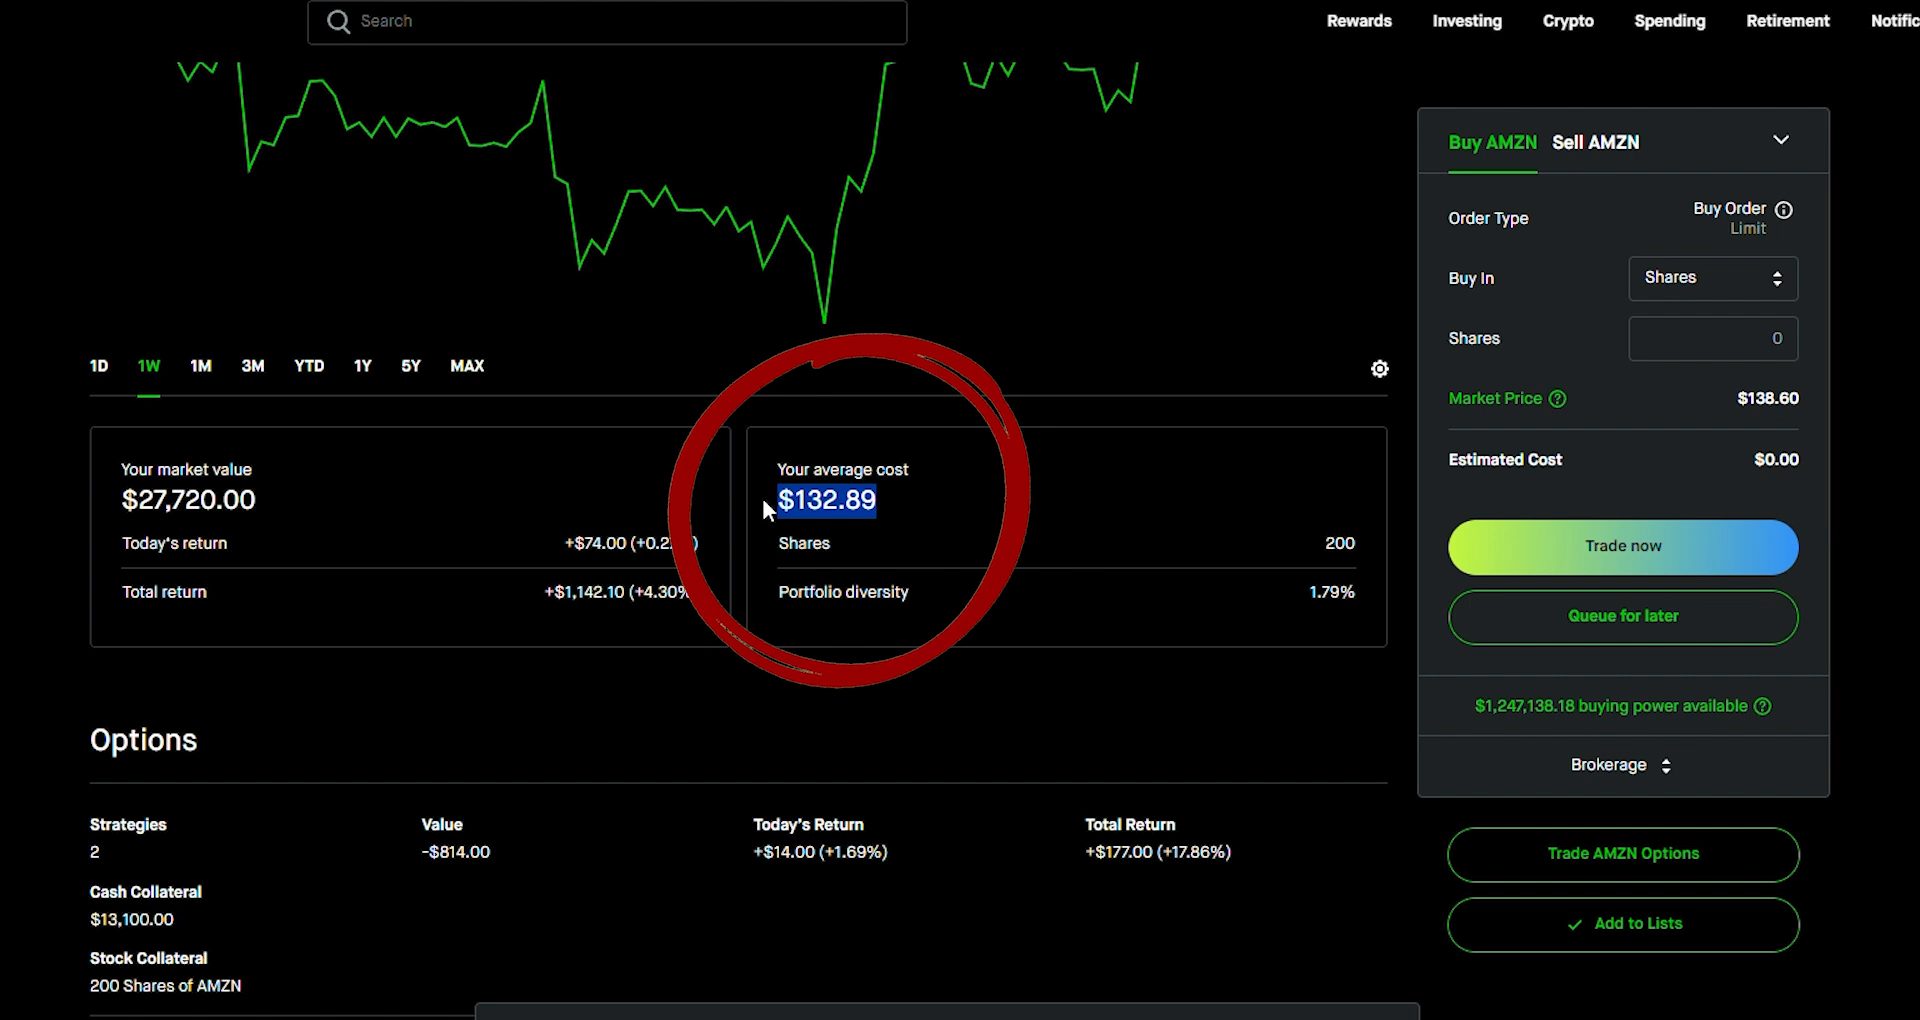 Search
Rewards Investing Crypto Spending Retirement Notific
Buy AMZN Sell AMZN
Order Type
Buy Order
Limit
Buy In
Shares
Shares
0
Market Price
$138.60
Estimated Cost
$0.00
Trade now
Queue for later
$1,247,138.18 buying power available
Brokerage
Trade AMZN Options
Add to Lists
1D 1W 1M 3M YTD 1Y 5Y MAX
Your market value
$27,720.00
Today's return +$74.00 (+0.2
Total return +$1,142.10 (+4.30%
Your average cost
$132.89
Shares 200
Portfolio diversity 1.79%
Options
Strategies Value Today's Return Total Return
2 -$814.00 +$14.00 (+1.69%) +$177.00 (+17.86%)
Cash Collateral
$13,100.00
Stock Collateral
200 Shares of AMZN